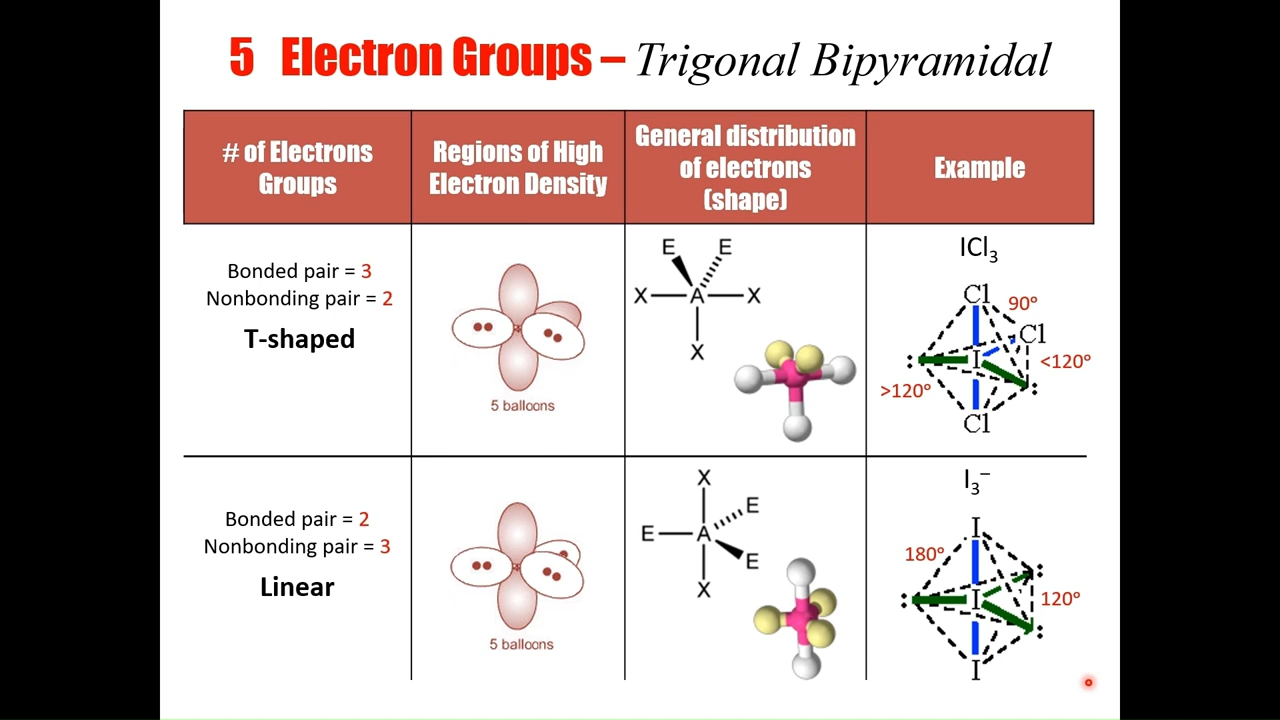 5 Electron Groups – Trigonal Bipyramidal
# of Electrons
Groups
Regions of High
Electron Density
General distribution
of electrons
(shape)
Example
Bonded pair = 3
Nonbonding pair = 2
T-shaped
5 balloons
E E
X A X
X
ICl₃
Cl
90°
Cl
: I <120°
>120° :
Cl
Bonded pair = 2
Nonbonding pair = 3
Linear
5 balloons
X
E
E A
E
X
I₃⁻
I
180°
:
: I 120°
:
I